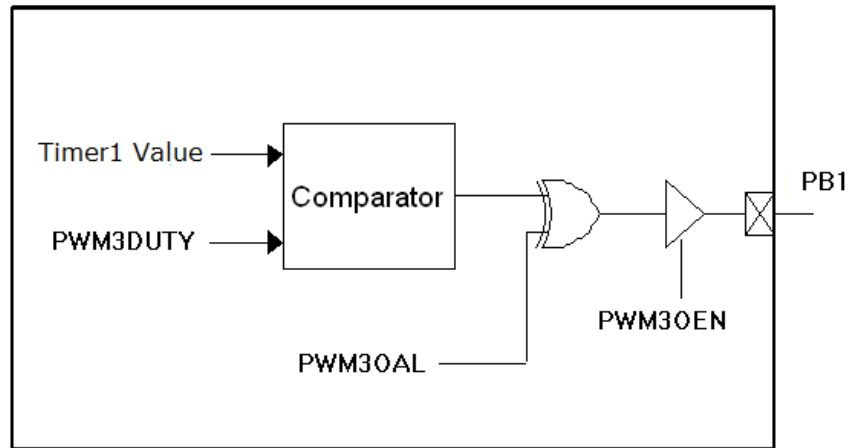 Timer1 Value
Comparator
PB1
PWM3DUTY
PWM3OEN
PWM3OAL